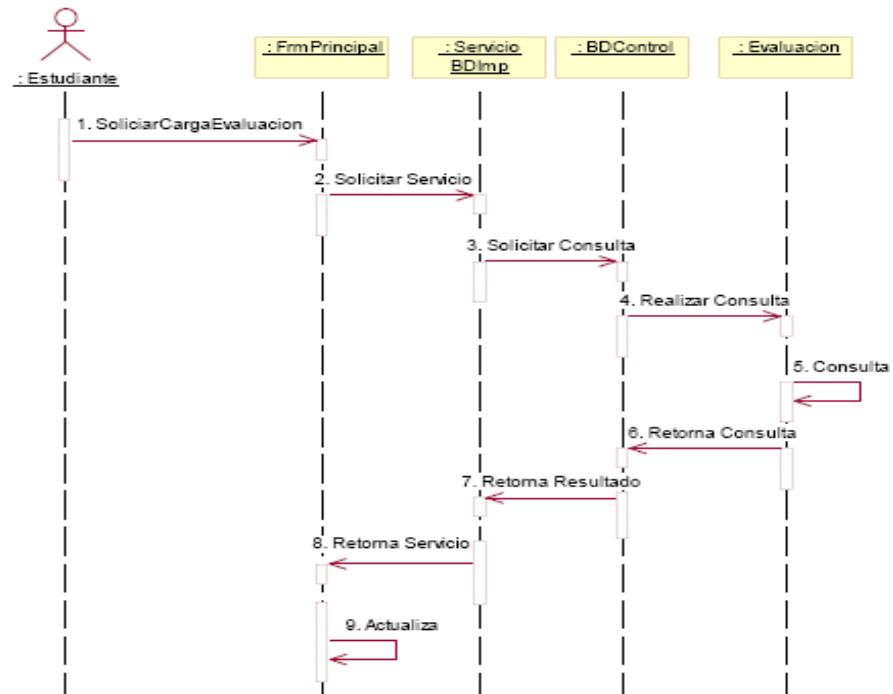 : Estudiante
: FrmPrincipal
: Servicio
BDImp
: BDControl
: Evaluacion
1. SoliciarCargaEvaluacion
2. Solicitar Servicio
3. Solicitar Consulta
4. Realizar Consulta
5. Consulta
6. Retorna Consulta
7. Retorna Resultado
8. Retorna Servicio
9. Actualiza